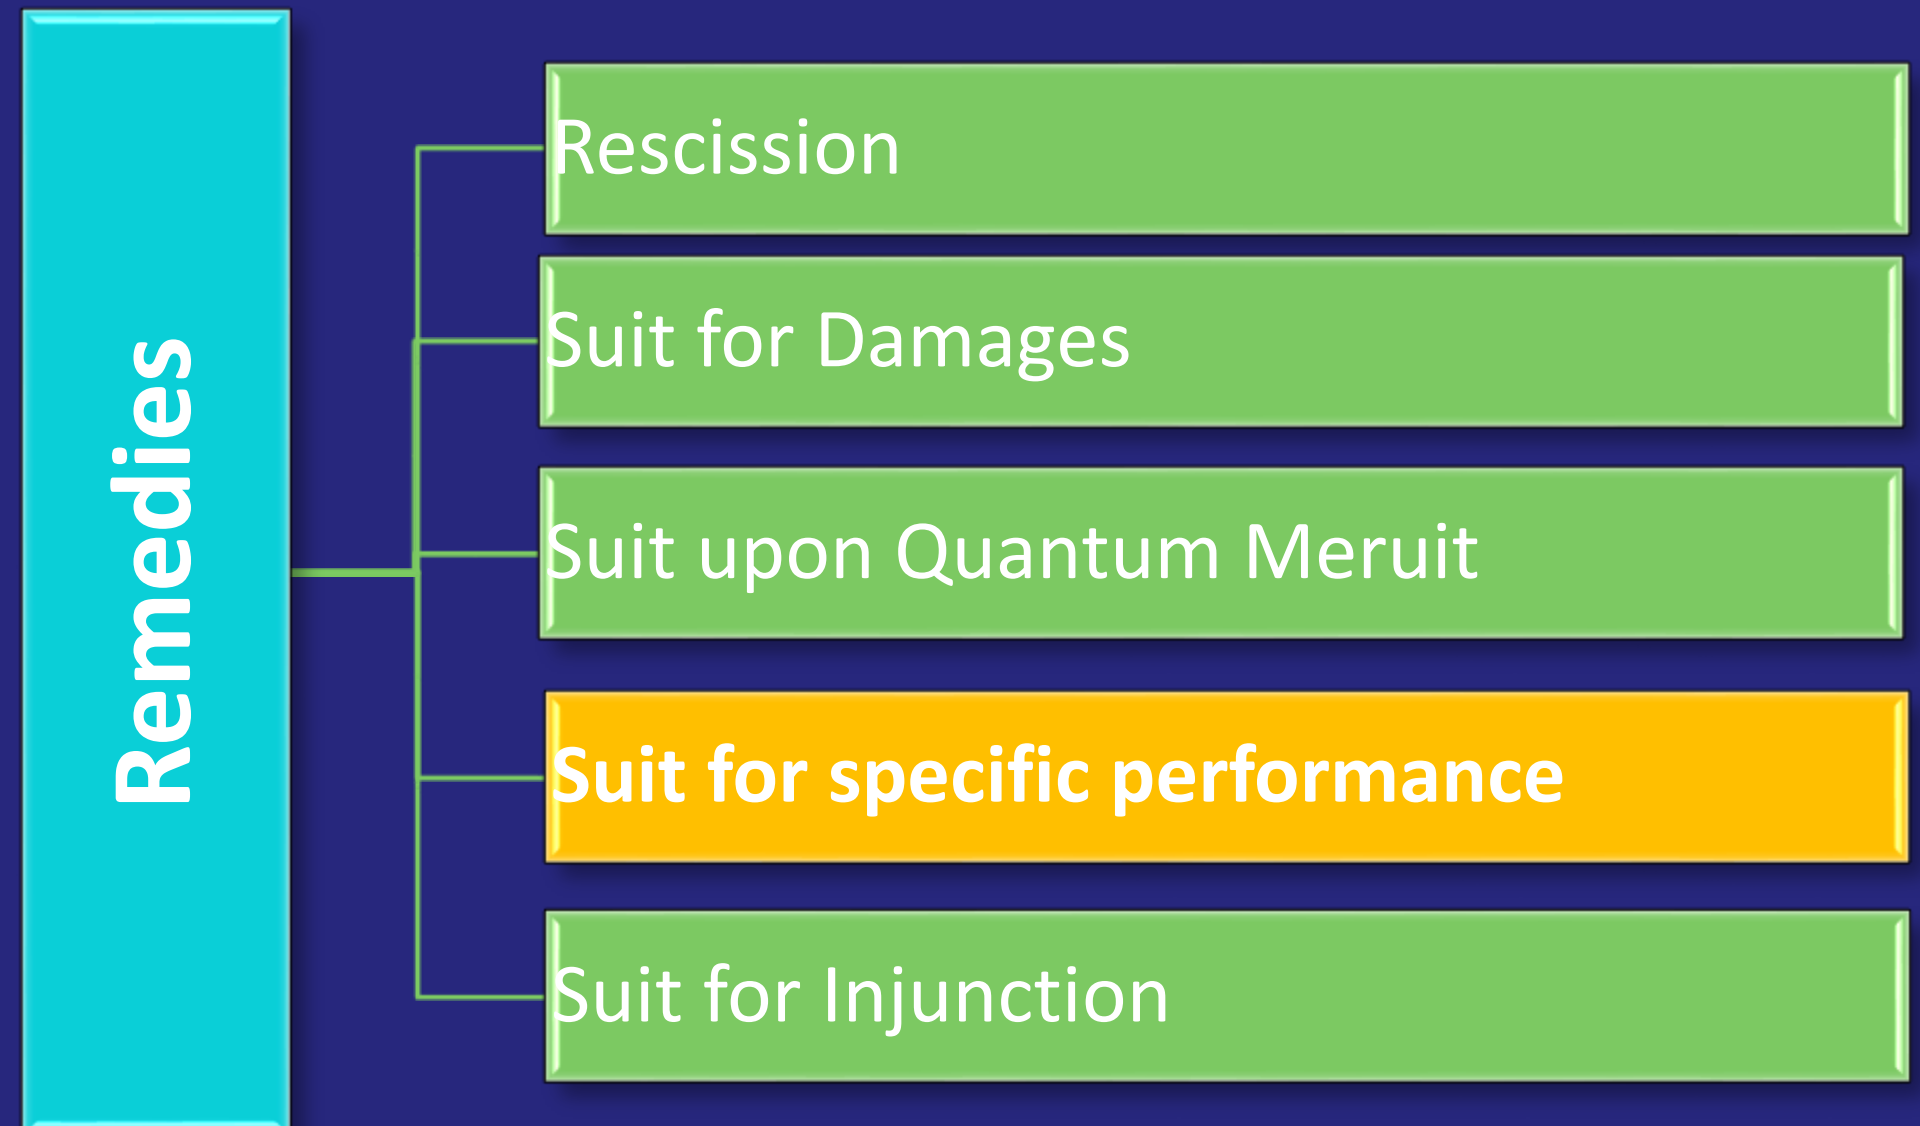 Remedies
Rescission
Suit for Damages
Suit upon Quantum Meruit
Suit for specific performance
Suit for Injunction